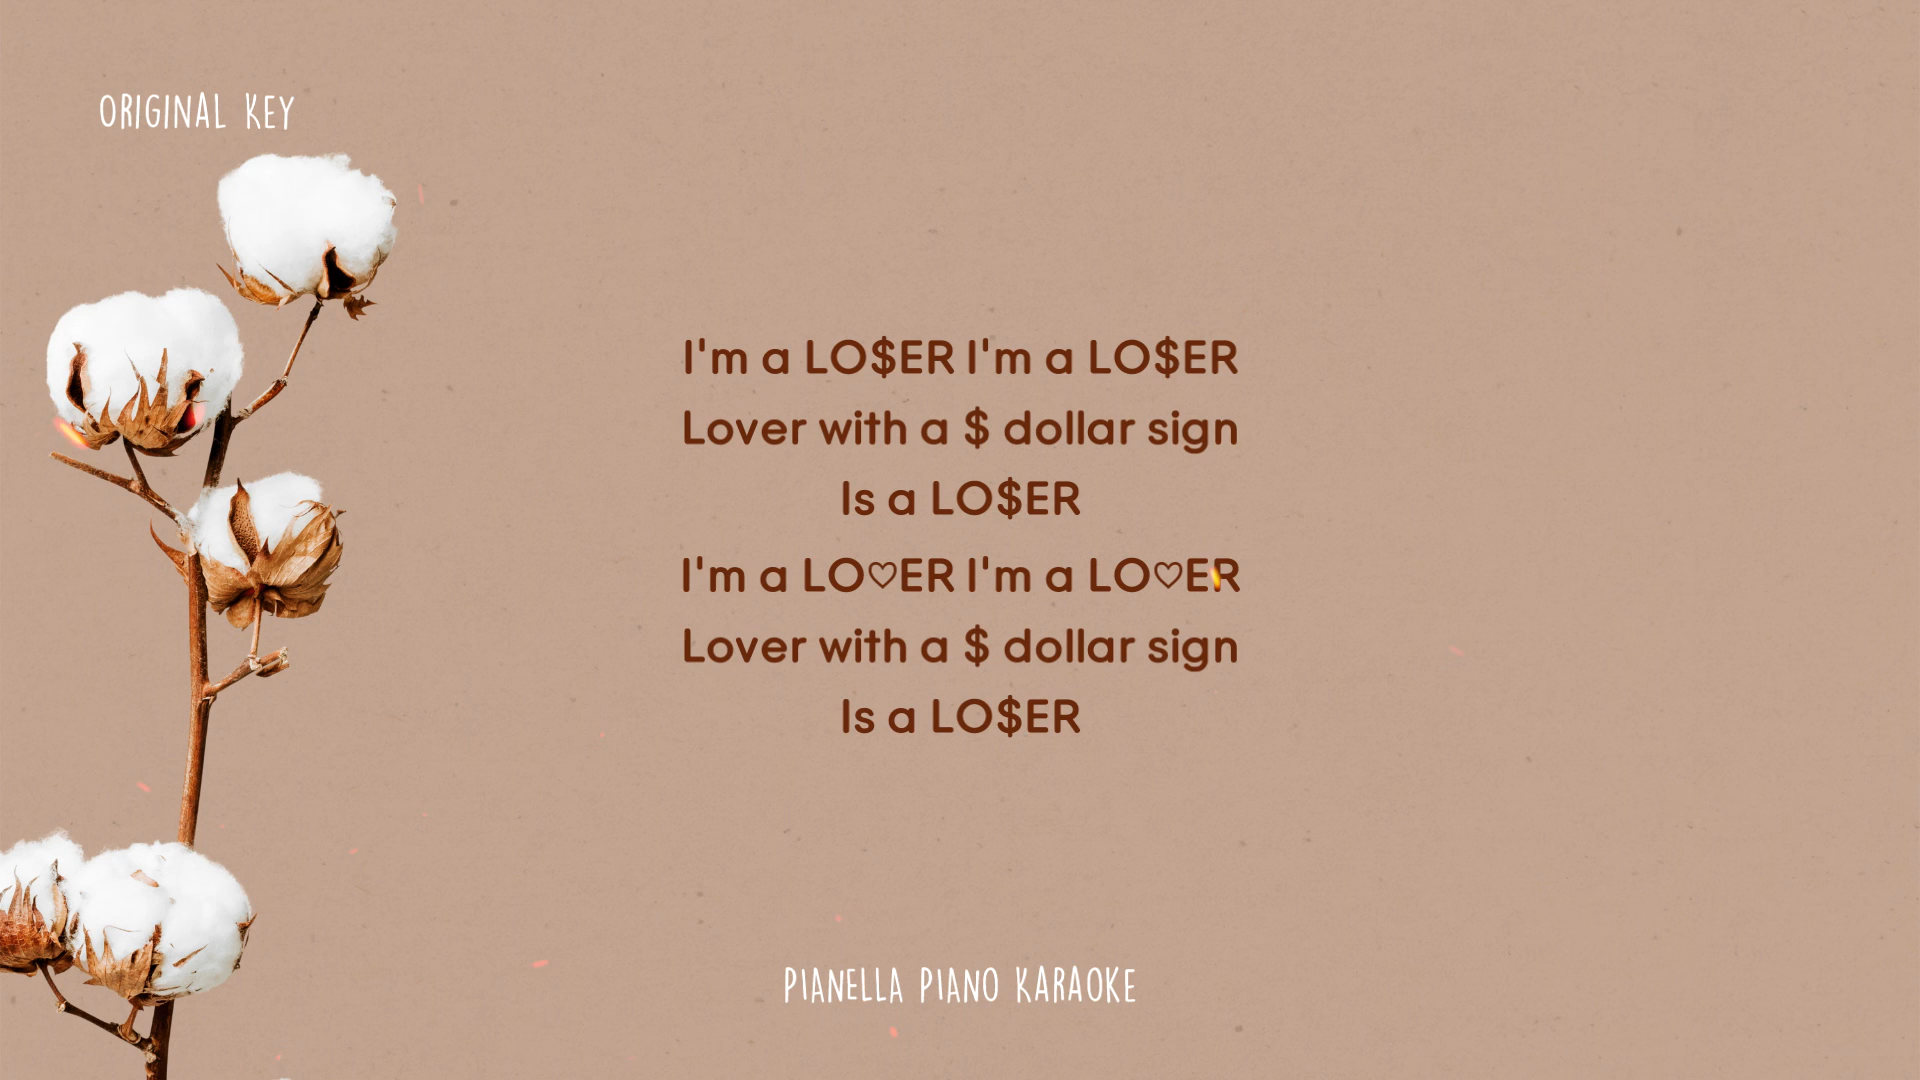 ORIGINAL KEY
I'm a LO$ER I'm a LO$ER
Lover with a $ dollar sign
Is a LO$ER
I'm a LO♡ER I'm a LO♡ER
Lover with a $ dollar sign
Is a LO$ER
PIANELLA PIANO KARAOKE